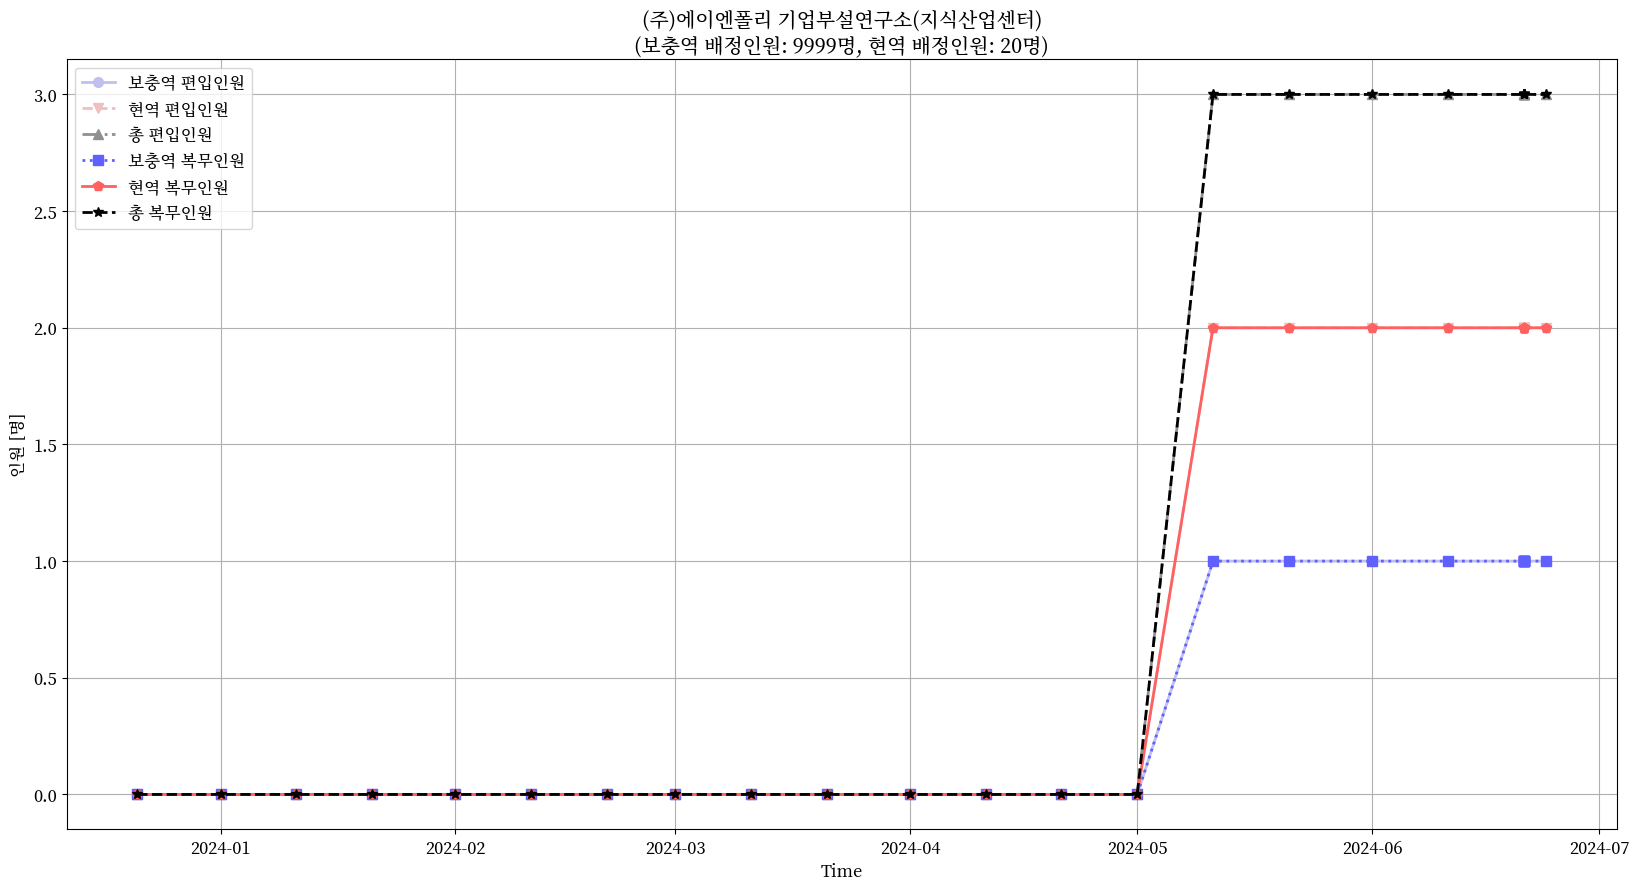 (주)에이엔폴리 기업부설연구소(지식산업센터)
(보충역 배정인원: 9999명, 현역 배정인원: 20명)
보충역 편입인원
현역 편입인원
총 편입인원
보충역 복무인원
현역 복무인원
총 복무인원
3.0
2.5
2.0
1.5
1.0
0.5
0.0
인원 [명]
2024-01 2024-02 2024-03 2024-04 2024-05 2024-06 2024-07
Time